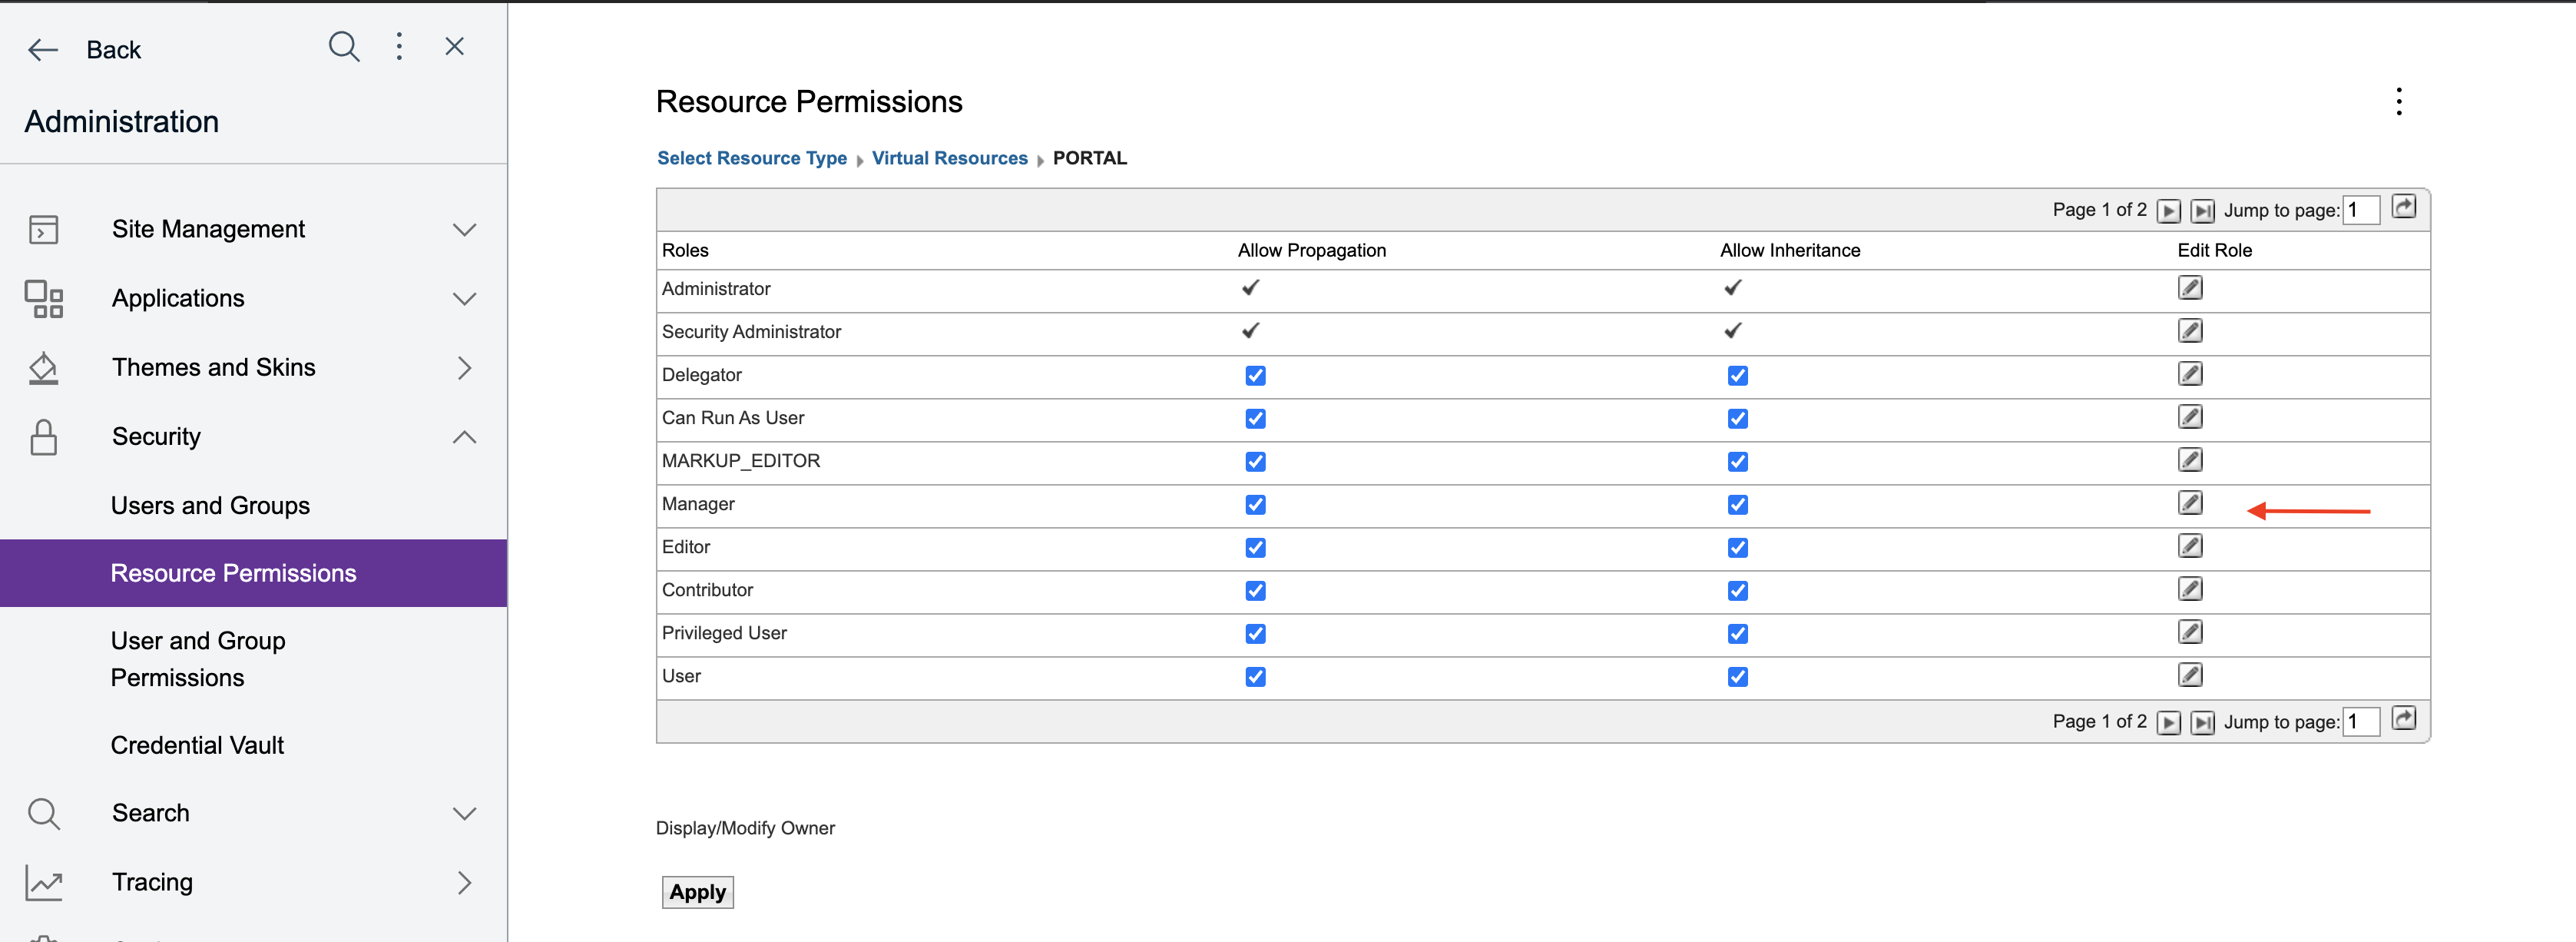 Back
Administration
Site Management
Applications
Themes and Skins
Security
Users and Groups
Resource Permissions
User and Group
Permissions
Credential Vault
Search
Tracing
Resource Permissions
Select Resource Type Virtual Resources PORTAL
Page 1 of 2 Jump to page: 1
Roles Allow Propagation Allow Inheritance Edit Role
Administrator
Security Administrator
Delegator
Can Run As User
MARKUP_EDITOR
Manager
Editor
Contributor
Privileged User
User
Page 1 of 2 Jump to page: 1
Display/Modify Owner
Apply